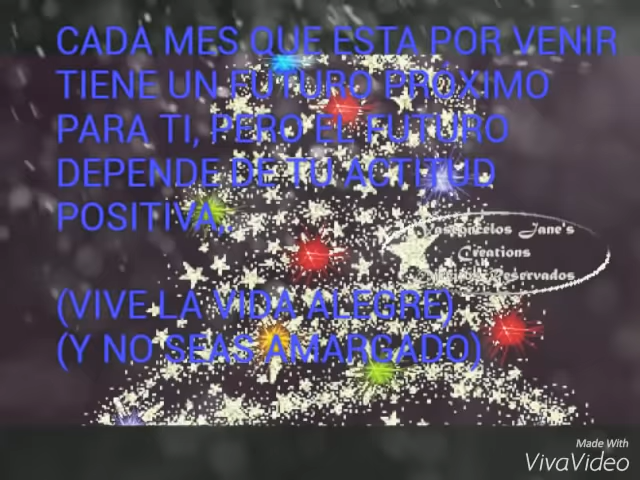 CADA MES QUE ESTA POR VENIR
TIENE UN FUTURO PROXIMO
PARA TI, PERO EL FUTURO
DEPENDE DE TU ACTITUD
POSITIVA..
Jane's
Creations
Reservados
(VIVE LA VIDA ALEGRE)
(Y NO SEAS AMARGADO)
Made With
VivaVideo